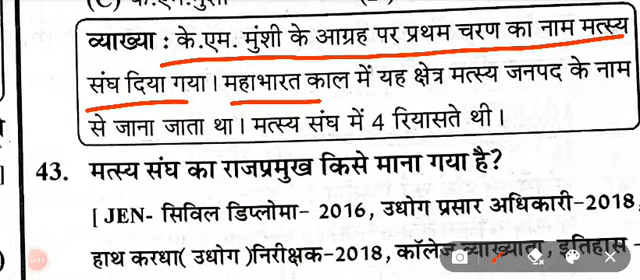 व्याख्या : के.एम. मुंशी के आग्रह पर प्रथम चरण का नाम मत्स्य
संघ दिया गया। महाभारत काल में यह क्षेत्र मत्स्य जनपद के नाम
से जाना जाता था। मत्स्य संघ में 4 रियासते थी।
43. मत्स्य संघ का राजप्रमुख किसे माना गया है?
[ JEN- सिविल डिप्लोमा- 2016, उधोग प्रसार अधिकारी-2018,
हाथ करधा( उधोग )निरीक्षक-2018, कॉलेज व्याख्याता, इतिहास -